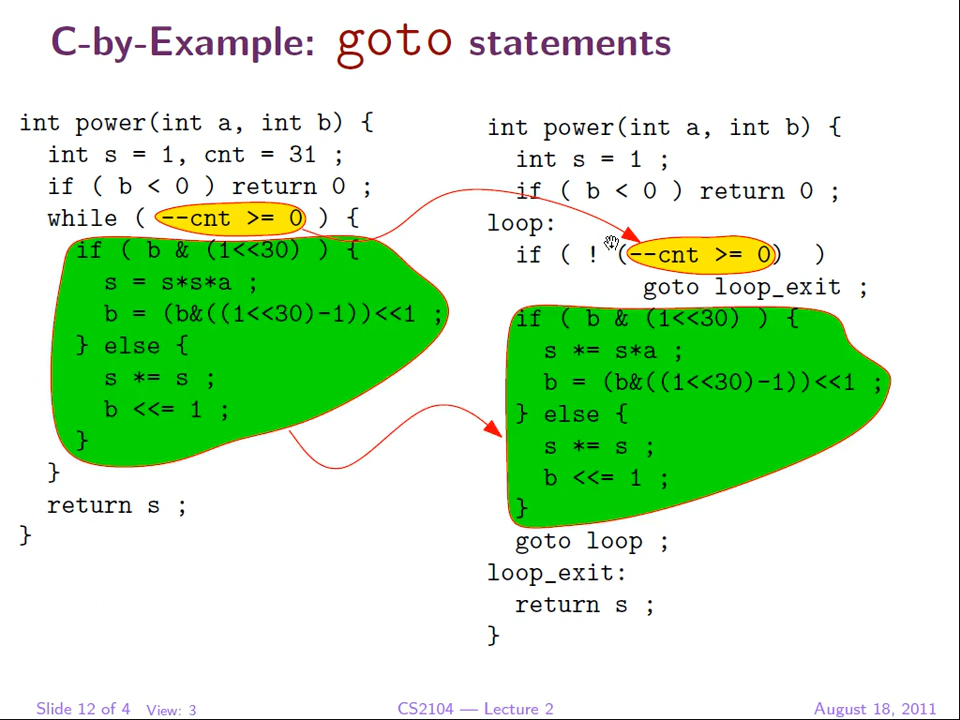 C-by-Example: goto statements
int power(int a, int b) {
int s = 1, cnt = 31 ;
if ( b < 0 ) return 0 ;
while ( --cnt >= 0 ) {
if ( b & (1<<30) ) {
s = s*s*a ;
b = (b&((1<<30)-1))<<1 ;
} else {
s *= s ;
b <<= 1 ;
}
}
return s ;
}
int power(int a, int b) {
int s = 1 ;
if ( b < 0 ) return 0 ;
loop:
if ( ! (--cnt >= 0) )
goto loop_exit ;
if ( b & (1<<30) ) {
s *= s*a ;
b = (b&((1<<30)-1))<<1 ;
} else {
s *= s ;
b <<= 1 ;
}
goto loop ;
loop_exit:
return s ;
}
Slide 12 of 4 View: 3 CS2104 — Lecture 2 August 18, 2011